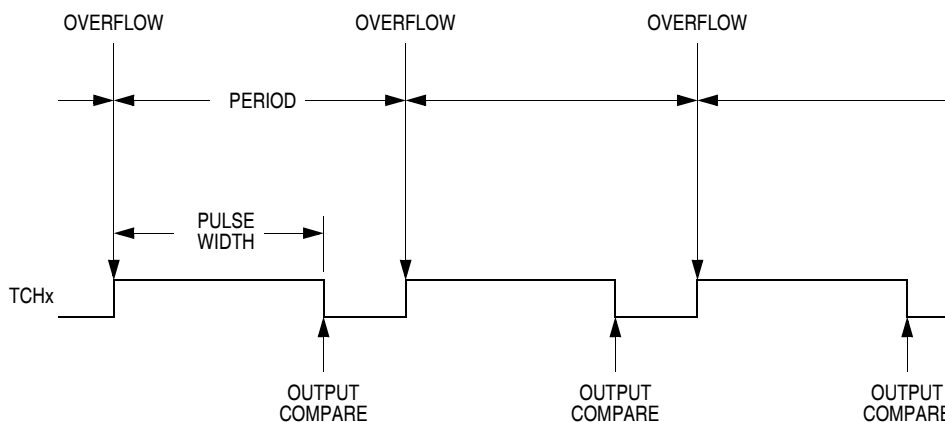 OVERFLOW OVERFLOW OVERFLOW
PERIOD
PULSE
WIDTH
TCHx
OUTPUT
COMPARE
OUTPUT
COMPARE
OUTPUT
COMPARE